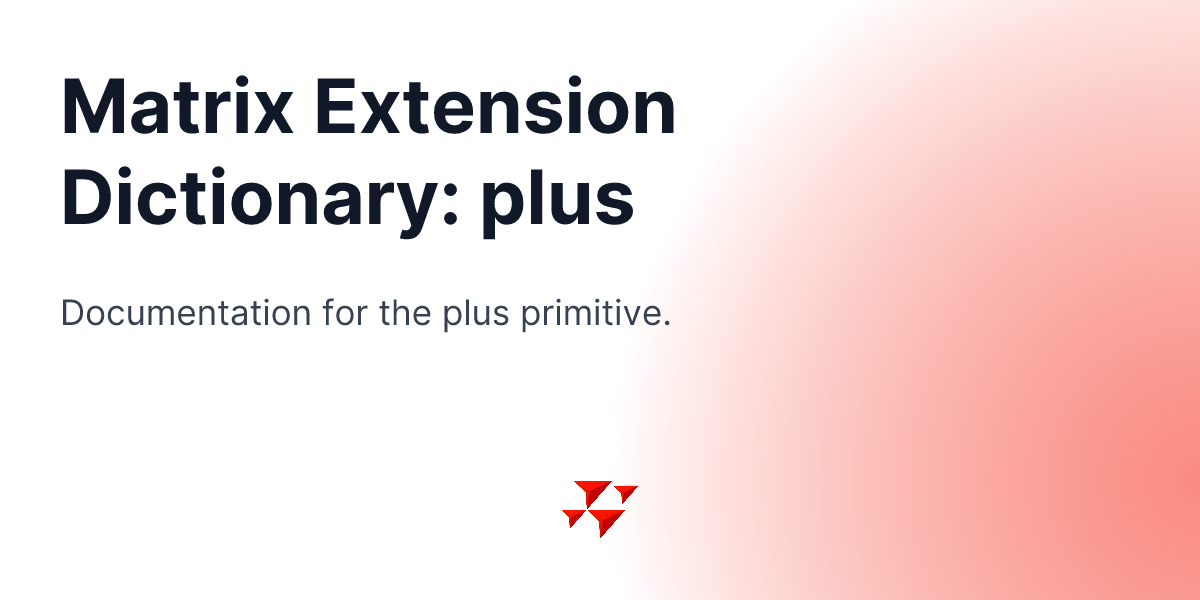 Matrix Extension
Dictionary: plus
Documentation for the plus primitive.